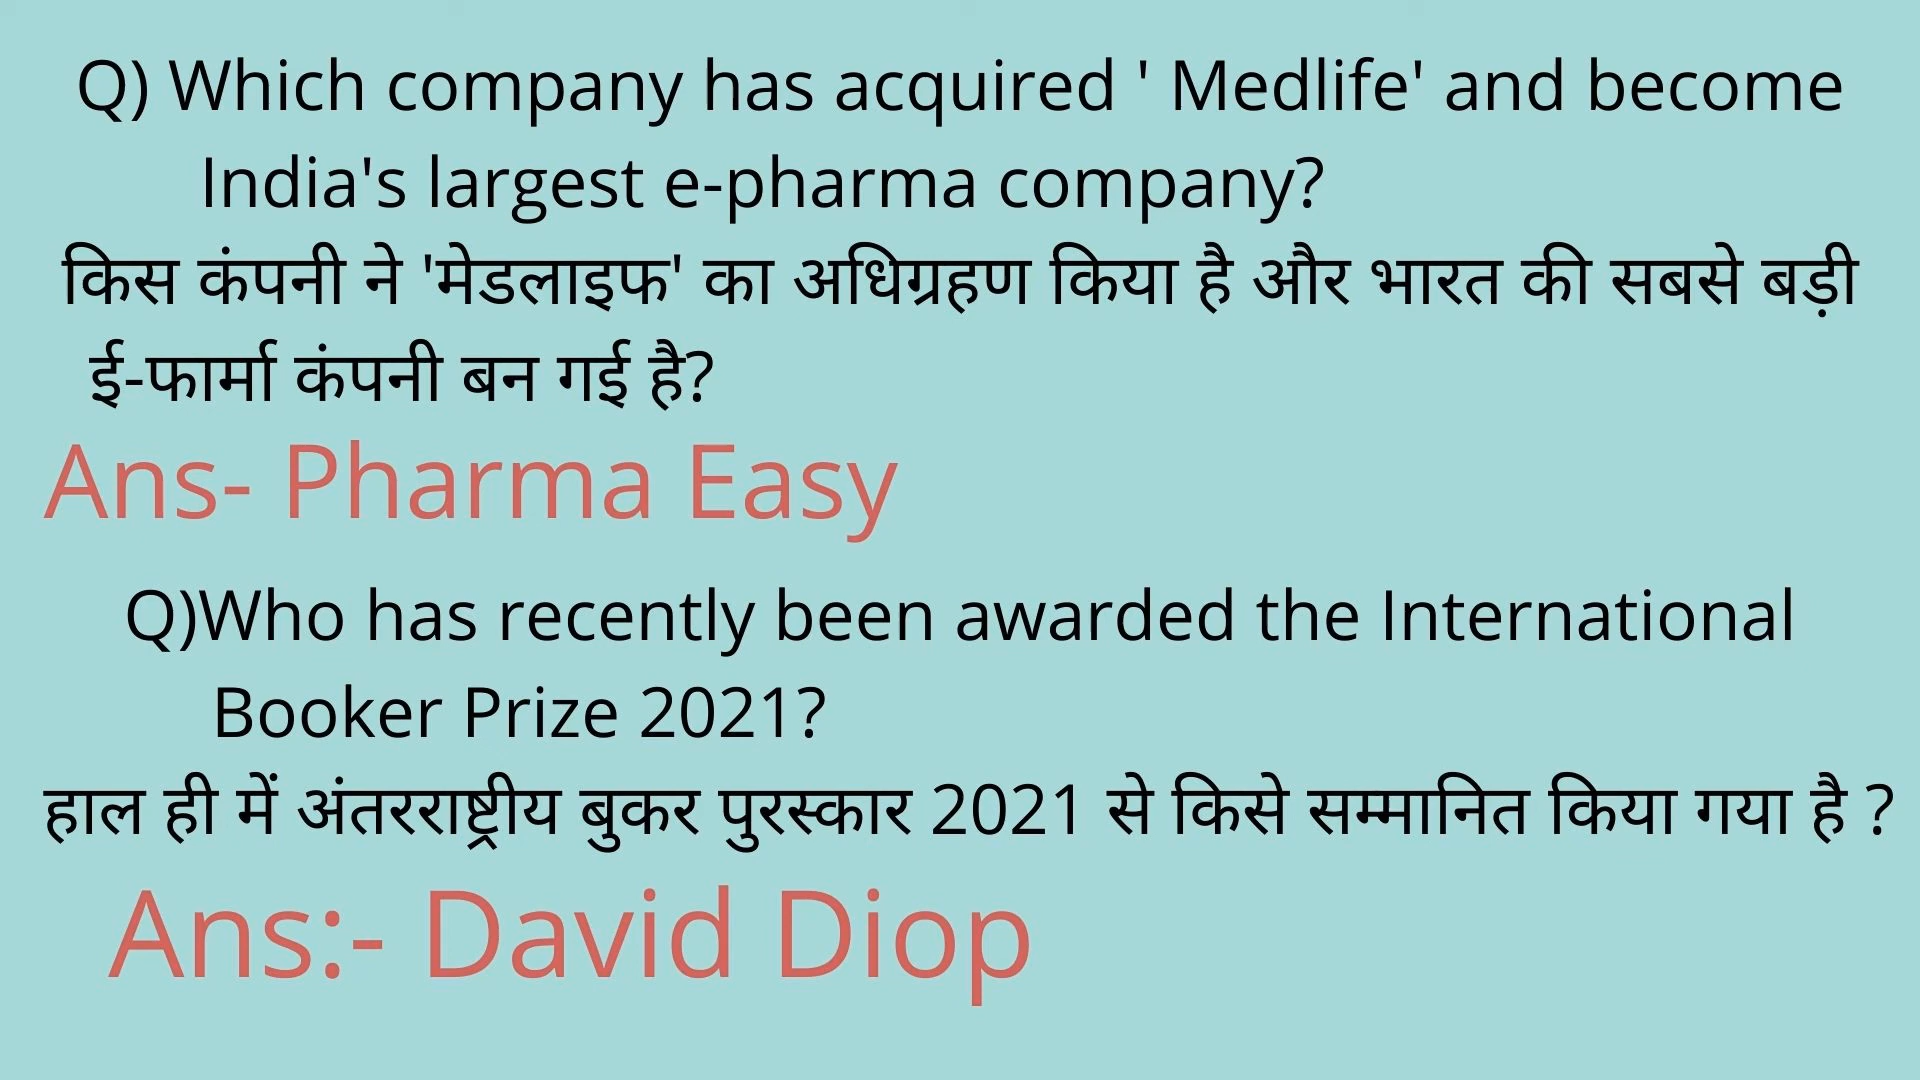 Q) Which company has acquired ' Medlife' and become
India's largest e-pharma company?
किस कंपनी ने 'मेडलाइफ' का अधिग्रहण किया है और भारत की सबसे बड़ी
ई-फार्मा कंपनी बन गई है?
Ans- Pharma Easy
Q)Who has recently been awarded the International
Booker Prize 2021?
हाल ही में अंतरराष्ट्रीय बुकर पुरस्कार 2021 से किसे सम्मानित किया गया है ?
Ans:- David Diop